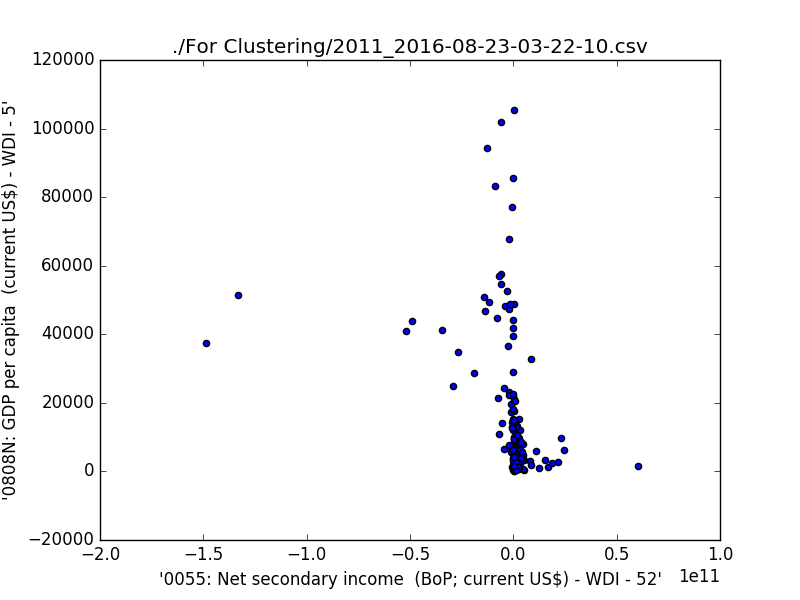 ./For Clustering/2011_2016-08-23-03-22-10.csv
120000
100000
80000
60000
40000
20000
0
−20000
'0808N: GDP per capita  (current US$) - WDI - 5'
−2.0 −1.5 −1.0 −0.5 0.0 0.5 1.0
1e11
'0055: Net secondary income  (BoP; current US$) - WDI - 52'